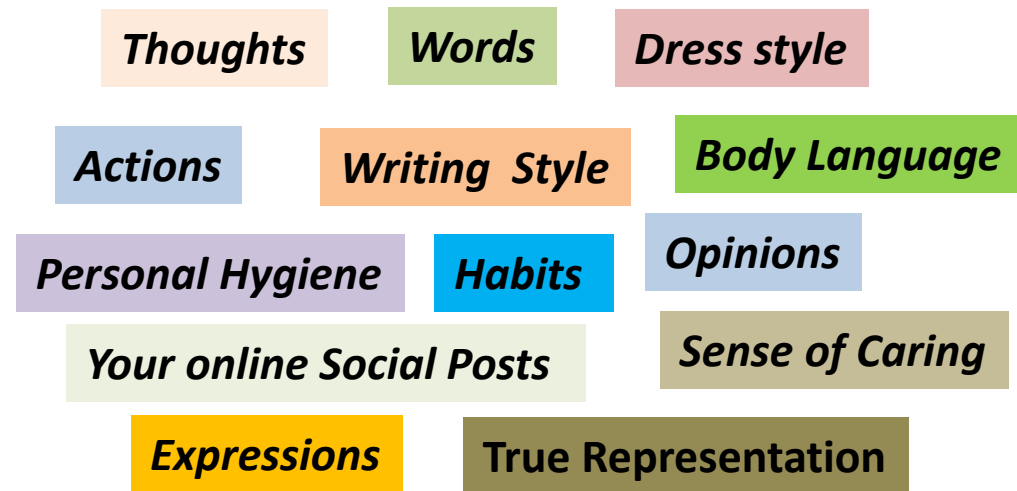 Thoughts
Words
Dress style
Actions
Writing Style
Body Language
Personal Hygiene
Habits
Opinions
Your online Social Posts
Sense of Caring
Expressions
True Representation